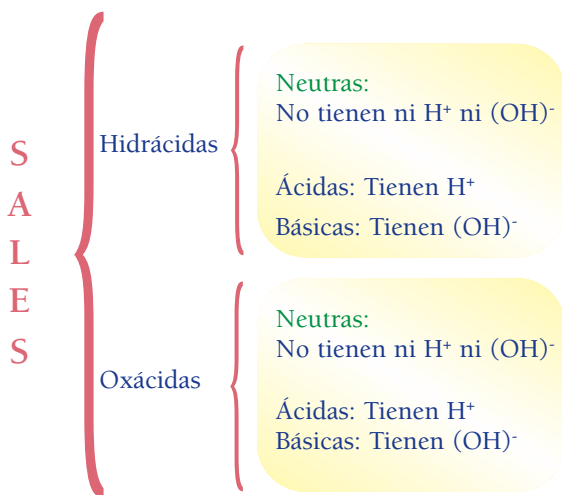 SALES
Hidrácidas
Neutras:
No tienen ni H⁺ ni (OH)⁻
Ácidas: Tienen H⁺
Básicas: Tienen (OH)⁻
Oxácidas
Neutras:
No tienen ni H⁺ ni (OH)⁻
Ácidas: Tienen H⁺
Básicas: Tienen (OH)⁻